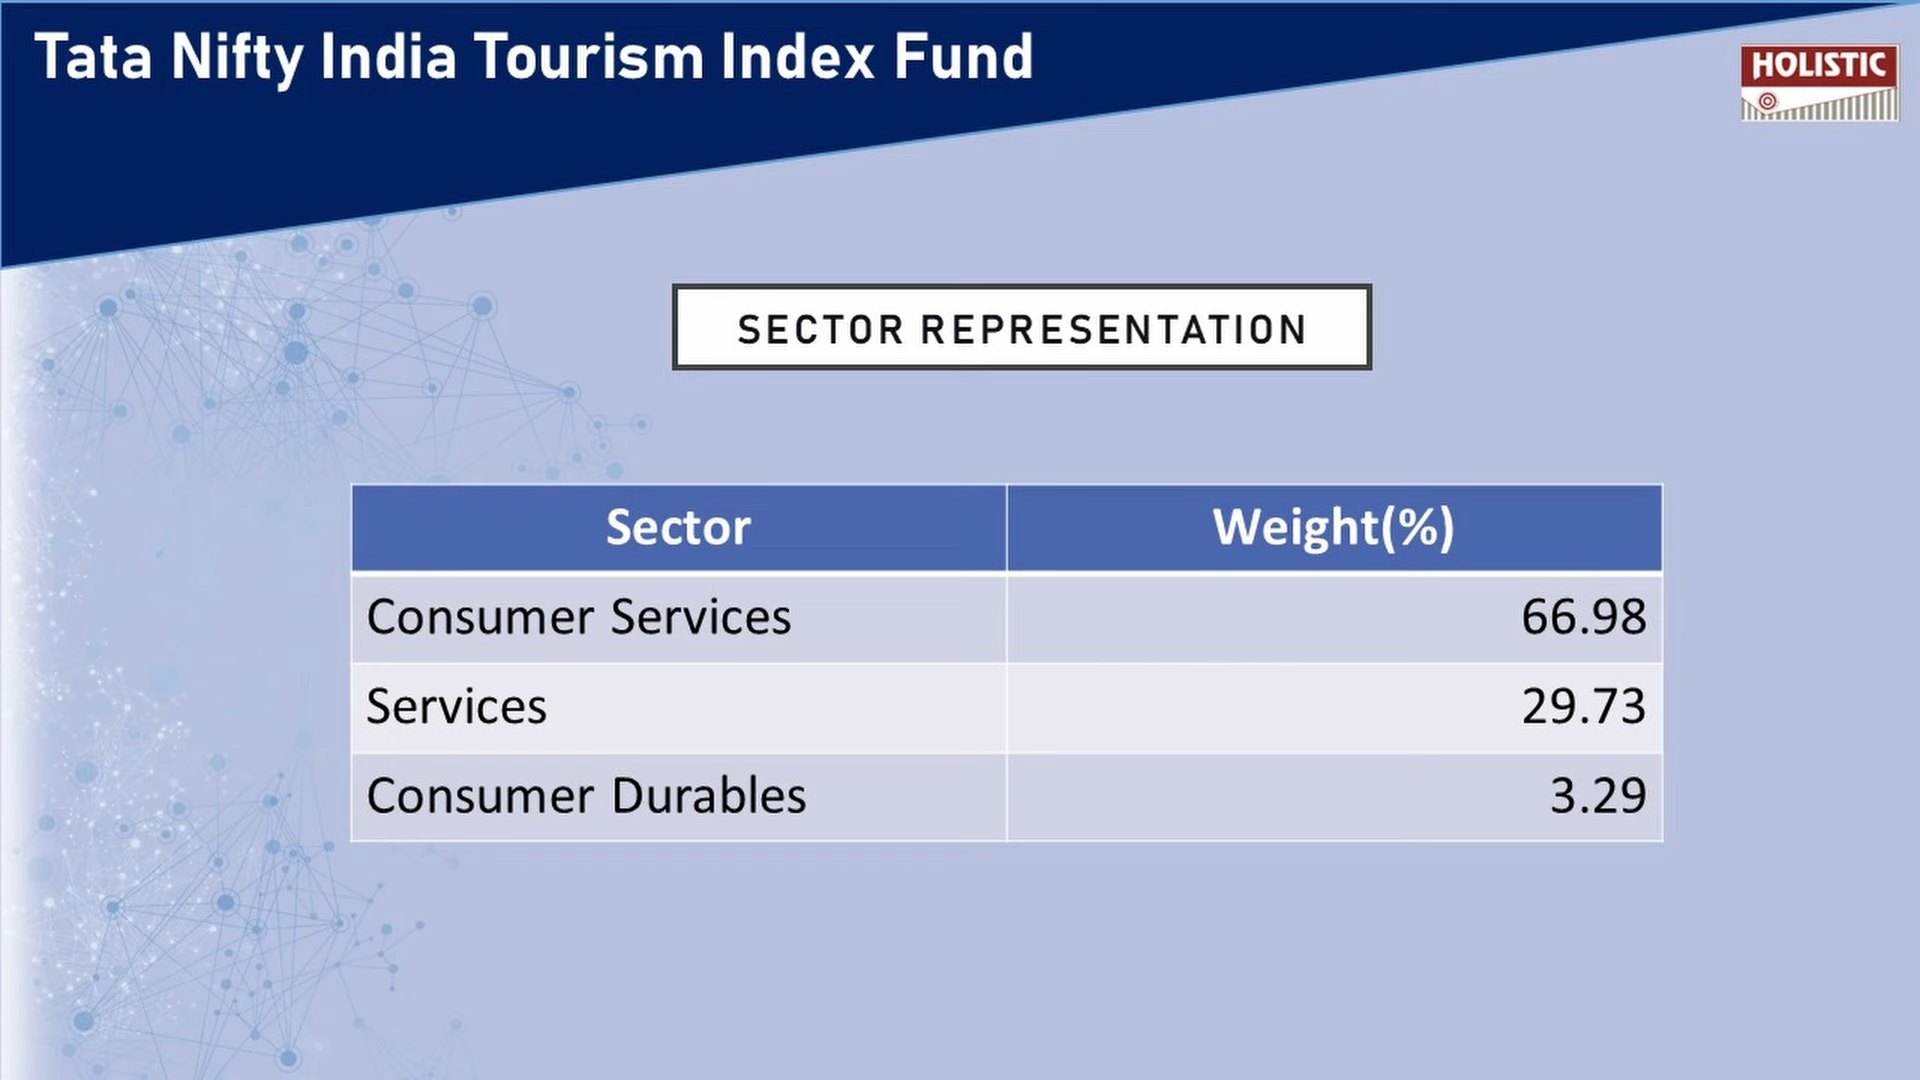 Tata Nifty India Tourism Index Fund
HOLISTIC
SECTOR REPRESENTATION
Sector Weight(%)
Consumer Services 66.98
Services 29.73
Consumer Durables 3.29